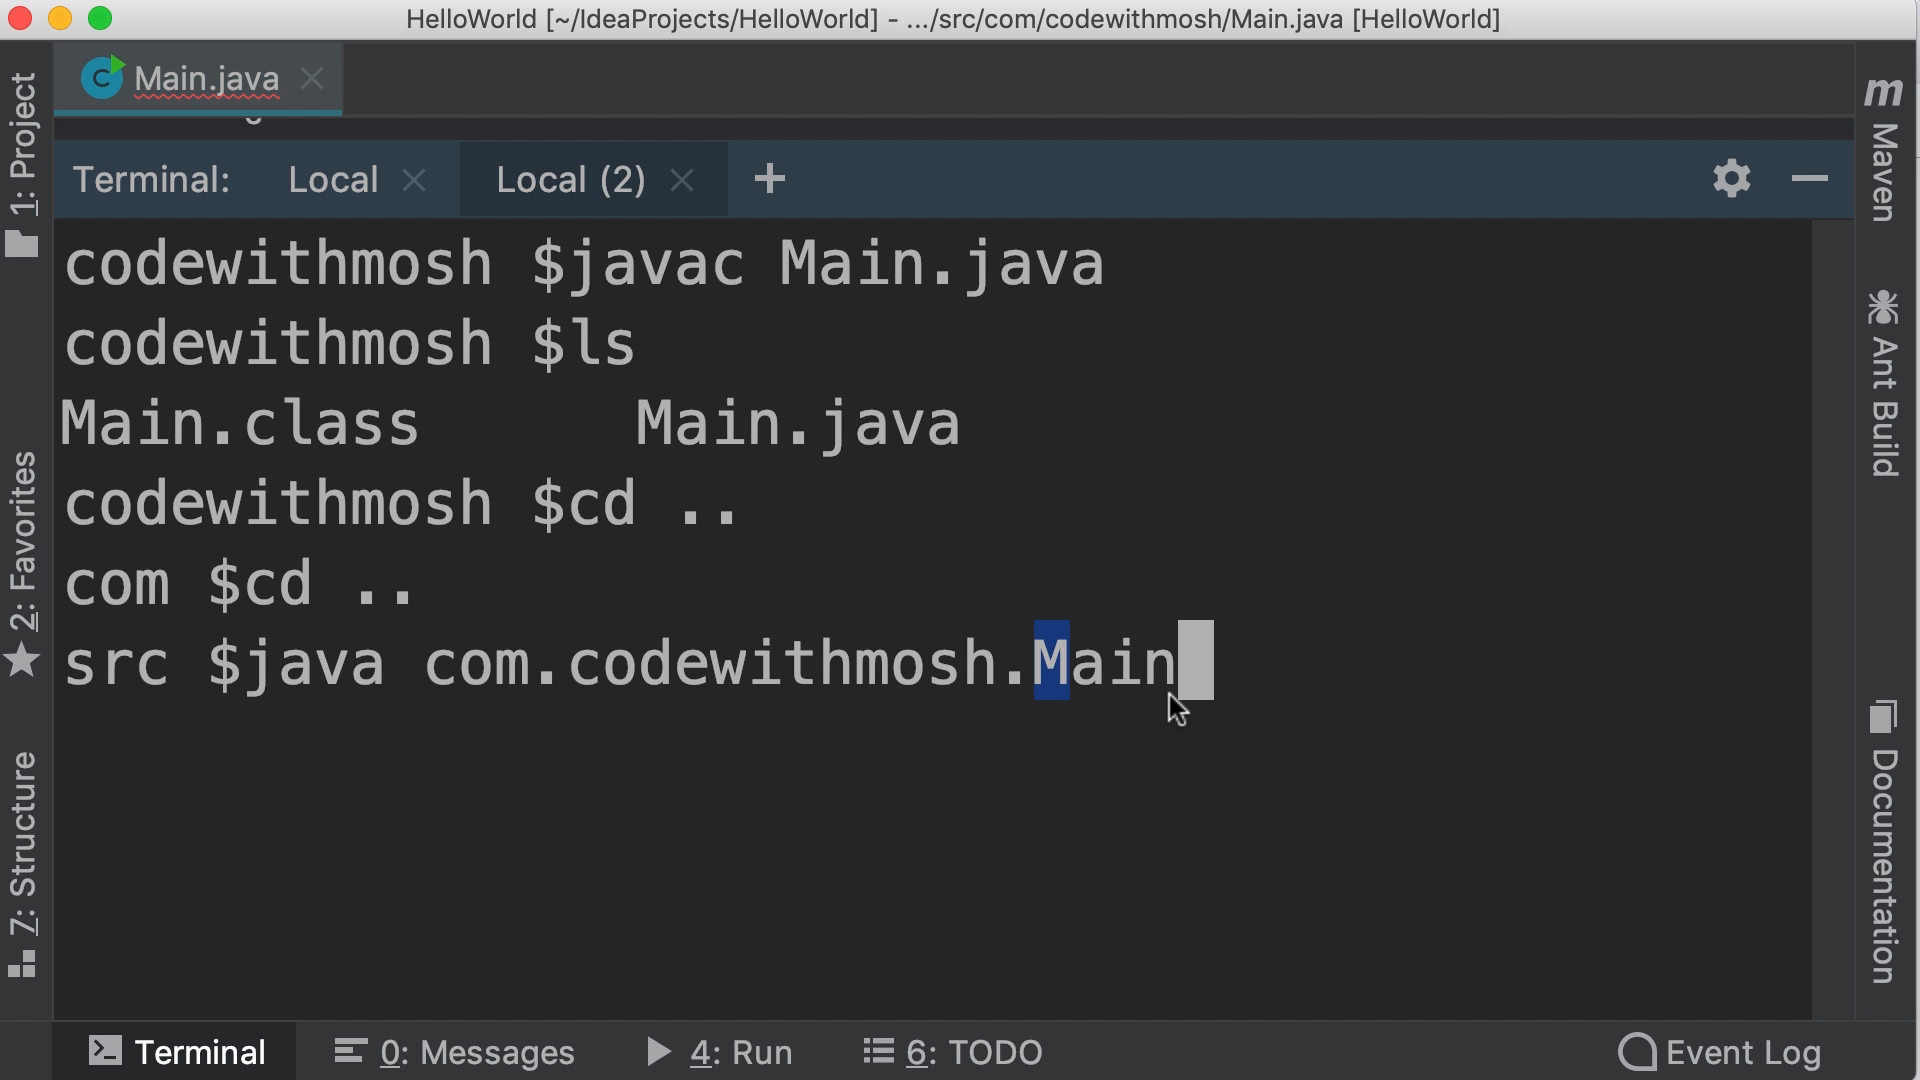 HelloWorld [~/IdeaProjects/HelloWorld] - .../src/com/codewithmosh/Main.java [HelloWorld]
Main.java
Terminal: Local Local (2)
codewithmosh $javac Main.java
codewithmosh $ls
Main.class Main.java
codewithmosh $cd ..
com $cd ..
src $java com.codewithmosh.Main
1: Project
2: Favorites
7: Structure
m Maven
Ant Build
Documentation
Terminal 0: Messages 4: Run 6: TODO Event Log